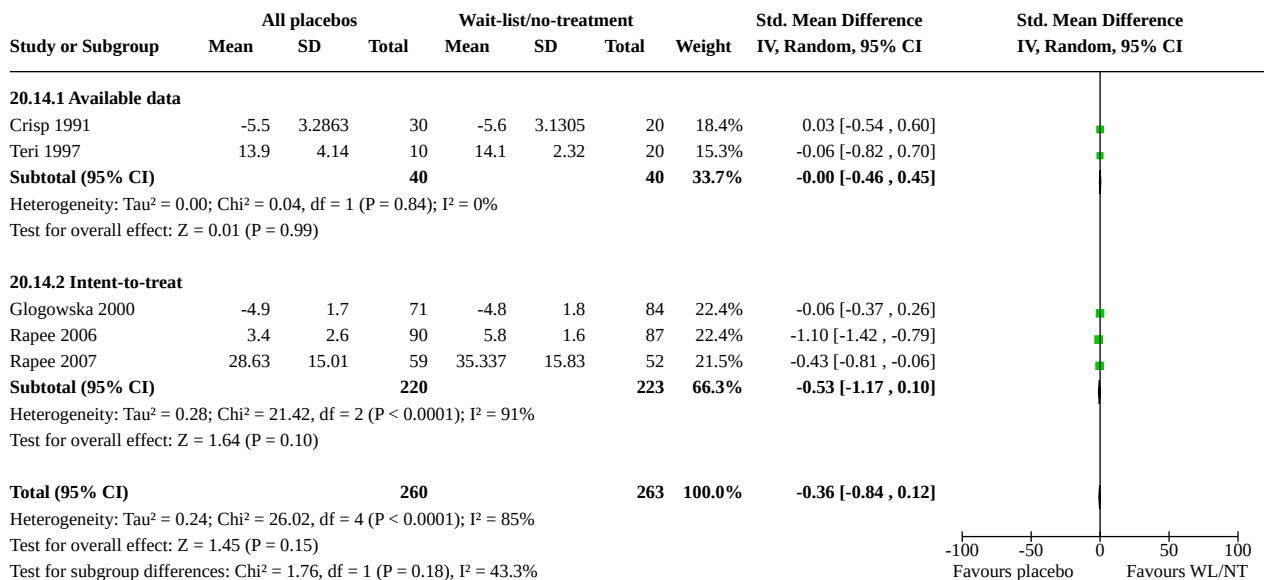 All placebos Wait-list/no-treatment Std. Mean Difference Std. Mean Difference
Study or Subgroup Mean SD Total Mean SD Total Weight IV, Random, 95% CI IV, Random, 95% CI
20.14.1 Available data
Crisp 1991 -5.5 3.2863 30 -5.6 3.1305 20 18.4% 0.03 [-0.54 , 0.60]
Teri 1997 13.9 4.14 10 14.1 2.32 20 15.3% -0.06 [-0.82 , 0.70]
Subtotal (95% CI) 40 40 33.7% -0.00 [-0.46 , 0.45]
Heterogeneity: Tau² = 0.00; Chi² = 0.04, df = 1 (P = 0.84); I² = 0%
Test for overall effect: Z = 0.01 (P = 0.99)
20.14.2 Intent-to-treat
Glogowska 2000 -4.9 1.7 71 -4.8 1.8 84 22.4% -0.06 [-0.37 , 0.26]
Rapee 2006 3.4 2.6 90 5.8 1.6 87 22.4% -1.10 [-1.42 , -0.79]
Rapee 2007 28.63 15.01 59 35.337 15.83 52 21.5% -0.43 [-0.81 , -0.06]
Subtotal (95% CI) 220 223 66.3% -0.53 [-1.17 , 0.10]
Heterogeneity: Tau² = 0.28; Chi² = 21.42, df = 2 (P < 0.0001); I² = 91%
Test for overall effect: Z = 1.64 (P = 0.10)
Total (95% CI) 260 263 100.0% -0.36 [-0.84 , 0.12]
Heterogeneity: Tau² = 0.24; Chi² = 26.02, df = 4 (P < 0.0001); I² = 85%
Test for overall effect: Z = 1.45 (P = 0.15) -100 -50 0 50 100
Test for subgroup differences: Chi² = 1.76, df = 1 (P = 0.18), I² = 43.3% Favours placebo Favours WL/NT